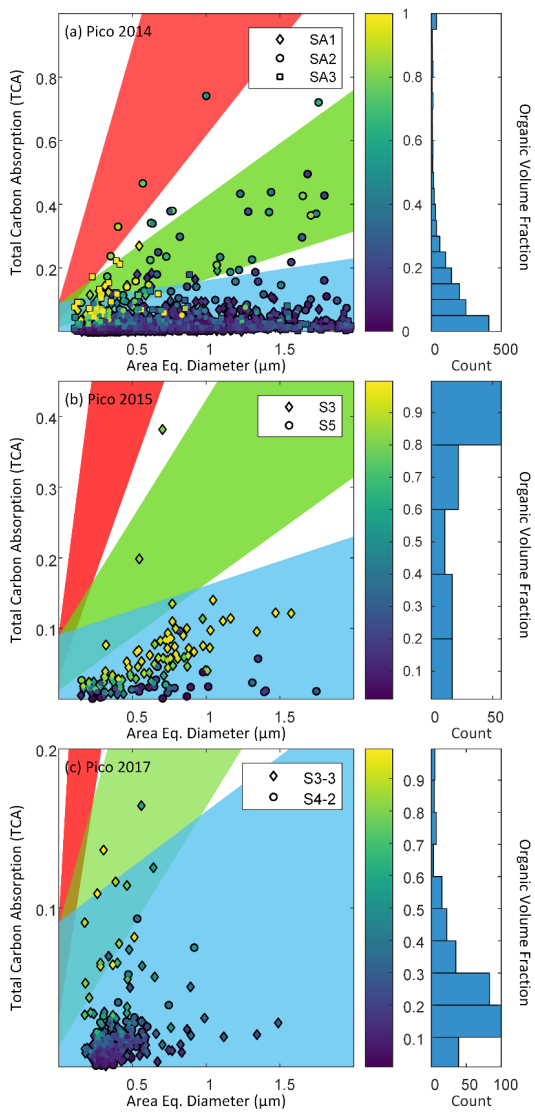 (a) Pico 2014
SA1
SA2
SA3
Total Carbon Absorption (TCA)
0.8
0.6
0.4
0.2
0.5
1
1.5
Area Eq. Diameter (μm)
1
0.8
0.6
0.4
0.2
0
0
500
Count
Organic Volume Fraction
(b) Pico 2015
S3
S5
Total Carbon Absorption (TCA)
0.4
0.3
0.2
0.1
0.5
1
1.5
Area Eq. Diameter (μm)
0.9
0.8
0.7
0.6
0.5
0.4
0.3
0.2
0.1
0
50
Count
Organic Volume Fraction
(c) Pico 2017
S3-3
S4-2
Total Carbon Absorption (TCA)
0.2
0.1
0.5
1
1.5
Area Eq. Diameter (μm)
0.9
0.8
0.7
0.6
0.5
0.4
0.3
0.2
0.1
0
50
100
Count
Organic Volume Fraction